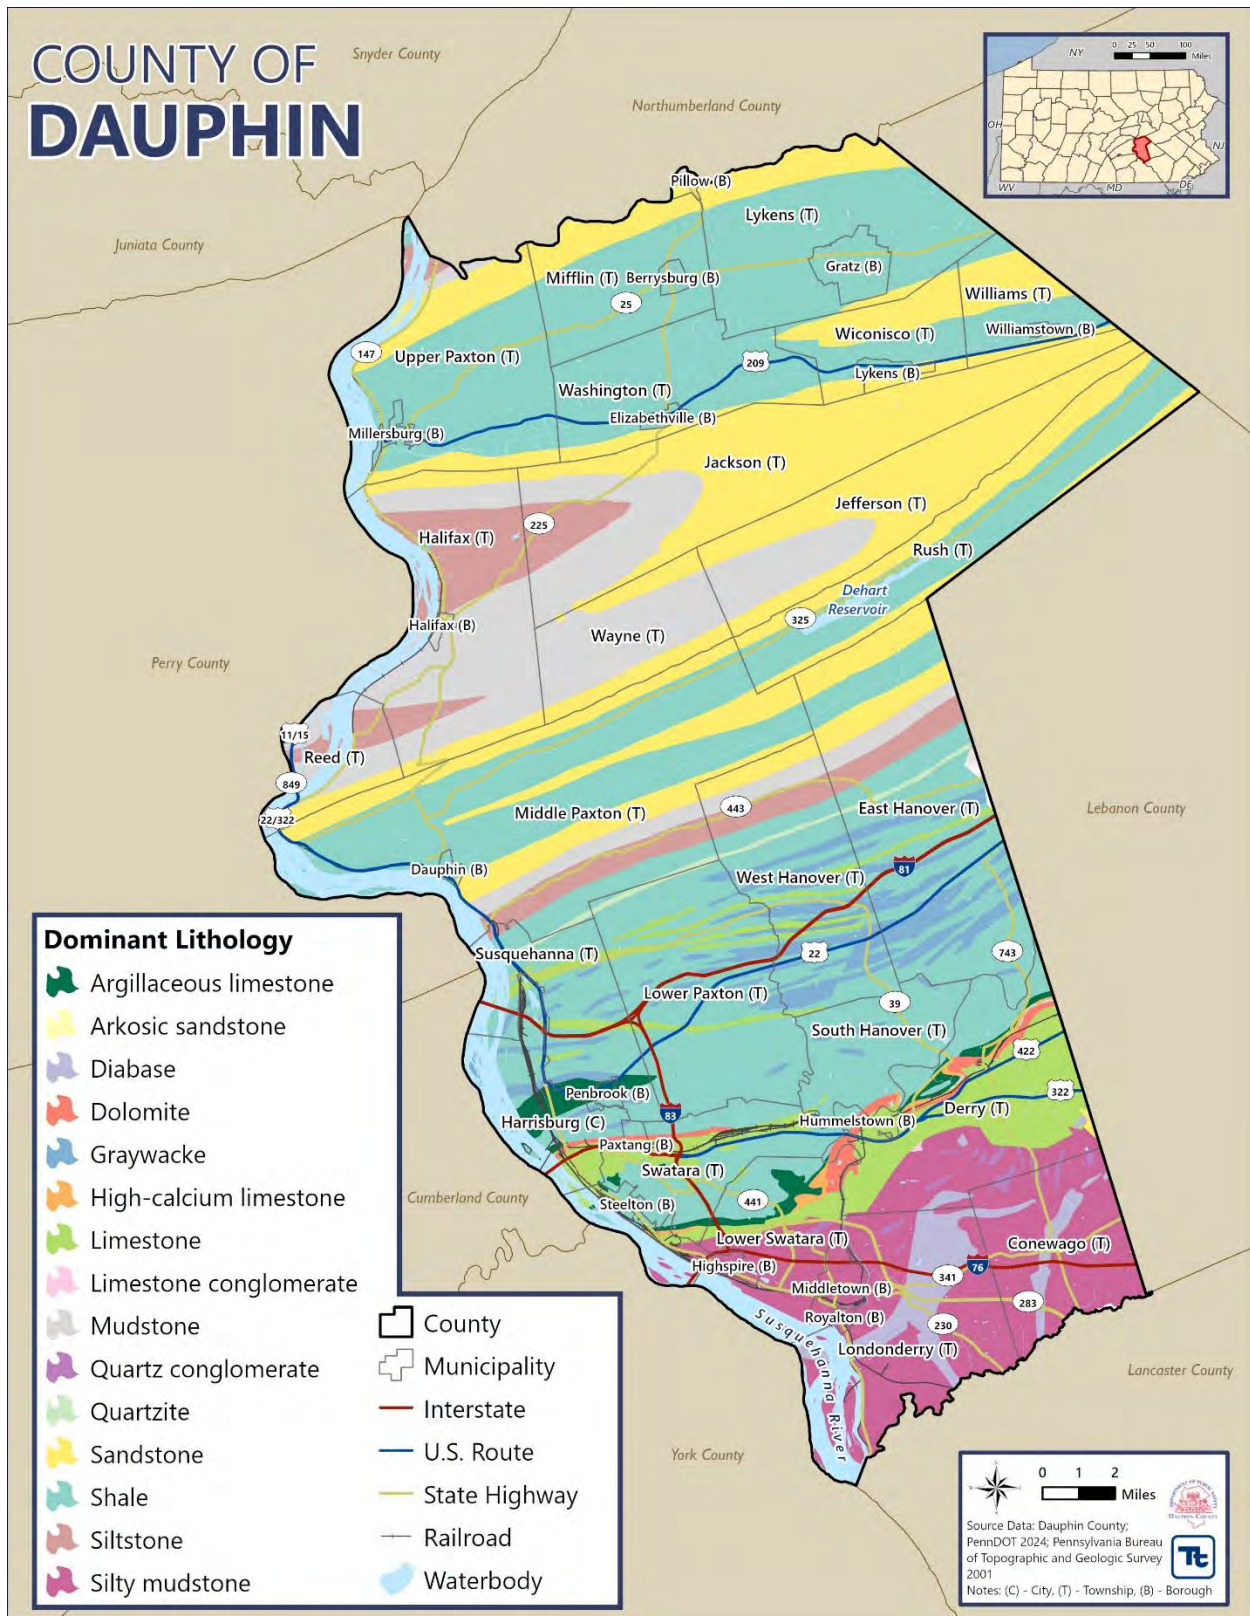 COUNTY OF
DAUPHIN
Snyder County
Northumberland County
Juniata County
Perry County
Cumberland County
York County
Lancaster County
Lebanon County
0 25 50 100
Miles
NY
OH
NJ
WV
MD
DE
Pillow (B)
Lykens (T)
Mifflin (T)
Berrysburg (B)
Gratz (B)
25
Williams (T)
Wiconisco (T)
Williamstown (B)
147
Upper Paxton (T)
209
Lykens (B)
Washington (T)
Elizabethville (B)
Millersburg (B)
Jackson (T)
Jefferson (T)
Halifax (T)
225
Rush (T)
Dehart
Reservoir
325
Halifax (B)
Wayne (T)
11/15
Reed (T)
849
22/322
Middle Paxton (T)
443
East Hanover (T)
Dauphin (B)
West Hanover (T)
81
Susquehanna (T)
22
743
Lower Paxton (T)
39
South Hanover (T)
422
322
Penbrook (B)
83
Harrisburg (C)
Hummelstown (B)
Derry (T)
Paxtang (B)
Swatara (T)
Steelton (B)
441
Lower Swatara (T)
Conewago (T)
Highspire (B)
76
341
Middletown (B)
283
Royalton (B)
230
Londonderry (T)
Susquehanna River
Dominant Lithology
Argillaceous limestone
Arkosic sandstone
Diabase
Dolomite
Graywacke
High-calcium limestone
Limestone
Limestone conglomerate
Mudstone
Quartz conglomerate
Quartzite
Sandstone
Shale
Siltstone
Silty mudstone
County
Municipality
Interstate
U.S. Route
State Highway
Railroad
Waterbody
0 1 2
Miles
DEPARTMENT OF PUBLIC SAFETY
DAUPHIN COUNTY
Source Data: Dauphin County;
PennDOT 2024; Pennsylvania Bureau
of Topographic and Geologic Survey
2001
Tt
Notes: (C) - City, (T) - Township, (B) - Borough